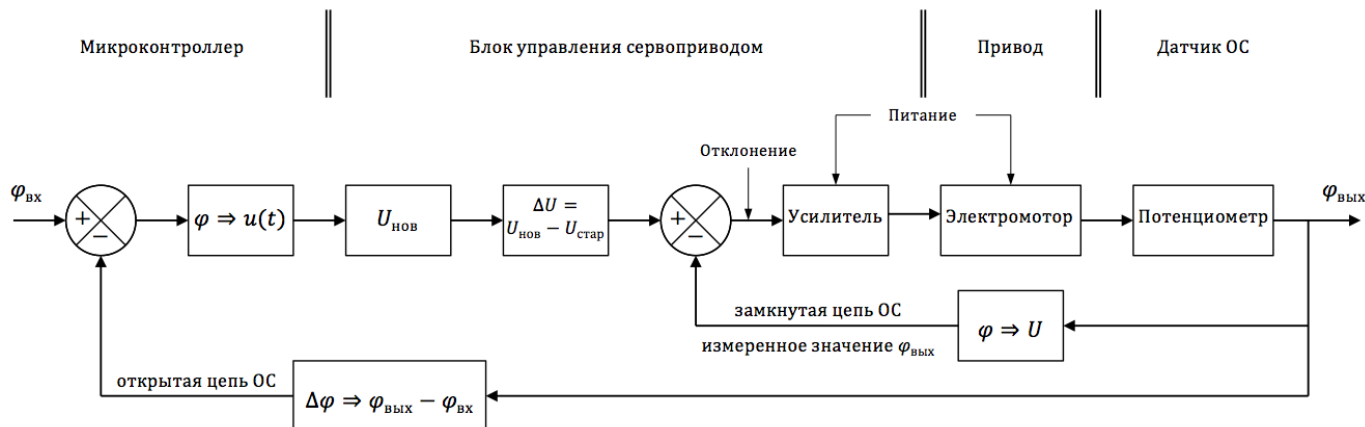 Микроконтроллер
Блок управления сервоприводом
Привод
Датчик ОС
Питание
Отклонение
φвх
+
−
φ ⇒ u(t)
Uнов
ΔU =
Uнов − Uстар
+
−
Усилитель
Электромотор
Потенциометр
φвых
замкнутая цепь ОС
φ ⇒ U
измеренное значение φвых
открытая цепь ОС
Δφ ⇒ φвых − φвх